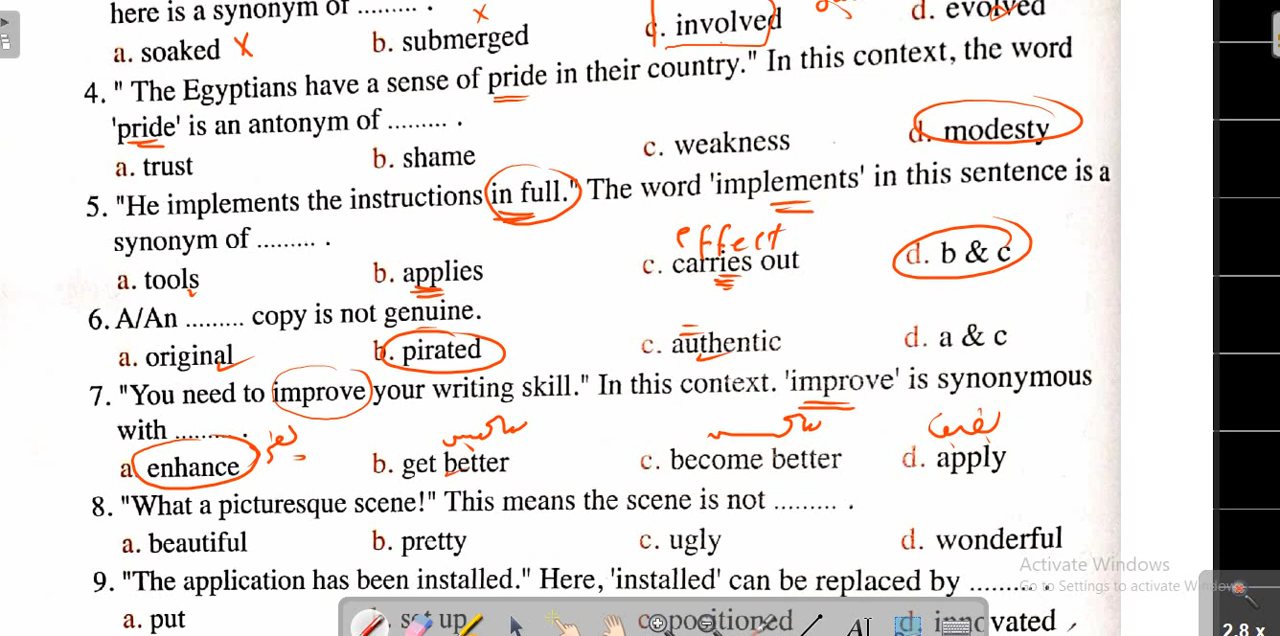 here is a synonym of ......... .
a. soaked X
b. submerged
x
c. involved
d. evolved
4. " The Egyptians have a sense of pride in their country." In this context, the word
'pride' is an antonym of ......... .
a. trust
b. shame
c. weakness
d. modesty
5. "He implements the instructions in full." The word 'implements' in this sentence is a
synonym of ......... .
effect
a. tools
b. applies
c. carries out
d. b & c
6. A/An ......... copy is not genuine.
a. original
b. pirated
c. authentic
d. a & c
7. "You need to improve your writing skill." In this context. 'improve' is synonymous
with ......... .
a enhance
b. get better
c. become better
d. apply
8. "What a picturesque scene!" This means the scene is not ......... .
a. beautiful
b. pretty
c. ugly
d. wonderful
Activate Windows
Go to Settings to activate Windows.
9. "The application has been installed." Here, 'installed' can be replaced by ......... .
a. put
set up
positioned
d.
2.8 x